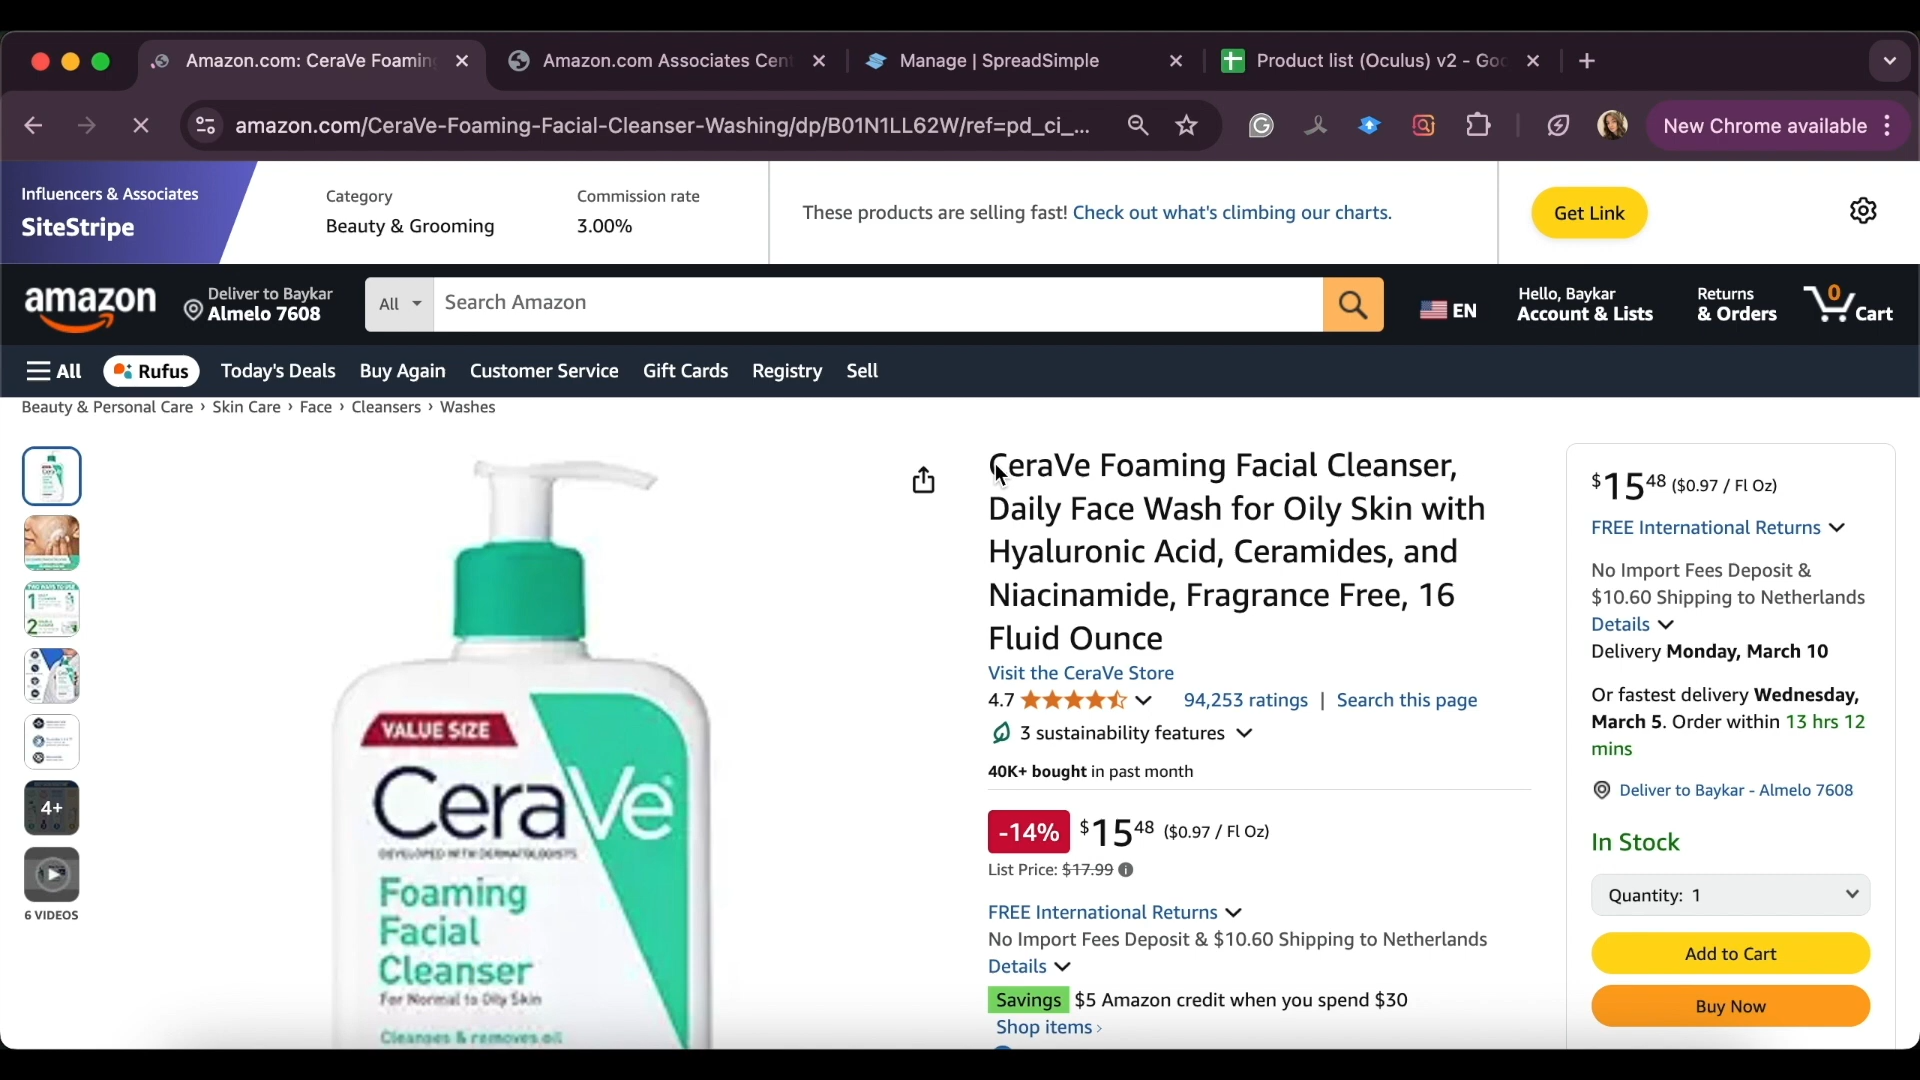 Amazon.com: CeraVe Foaming
Amazon.com Associates Cent
Manage | SpreadSimple
Product list (Oculus) v2 - Goo
amazon.com/CeraVe-Foaming-Facial-Cleanser-Washing/dp/B01N1LL62W/ref=pd_ci_...
New Chrome available
Influencers & Associates
SiteStripe
Category
Beauty & Grooming
Commission rate
3.00%
These products are selling fast! Check out what's climbing our charts.
Get Link
amazon
Deliver to Baykar
Almelo 7608
All
Search Amazon
EN
Hello, Baykar
Account & Lists
Returns
& Orders
0
Cart
All
Rufus
Today's Deals
Buy Again
Customer Service
Gift Cards
Registry
Sell
Beauty & Personal Care › Skin Care › Face › Cleansers › Washes
4+
6 VIDEOS
VALUE SIZE
CeraVe
DEVELOPED WITH DERMATOLOGISTS
Foaming
Facial
Cleanser
For Normal to Oily Skin
Cleanses & removes oil
CeraVe Foaming Facial Cleanser,
Daily Face Wash for Oily Skin with
Hyaluronic Acid, Ceramides, and
Niacinamide, Fragrance Free, 16
Fluid Ounce
Visit the CeraVe Store
4.7
94,253 ratings | Search this page
3 sustainability features
40K+ bought in past month
-14% $15 48 ($0.97 / Fl Oz)
List Price: $17.99
FREE International Returns
No Import Fees Deposit & $10.60 Shipping to Netherlands
Details
Savings $5 Amazon credit when you spend $30
Shop items ›
$15 48 ($0.97 / Fl Oz)
FREE International Returns
No Import Fees Deposit &
$10.60 Shipping to Netherlands
Details
Delivery Monday, March 10
Or fastest delivery Wednesday,
March 5. Order within 13 hrs 12
mins
Deliver to Baykar - Almelo 7608
In Stock
Quantity: 1
Add to Cart
Buy Now